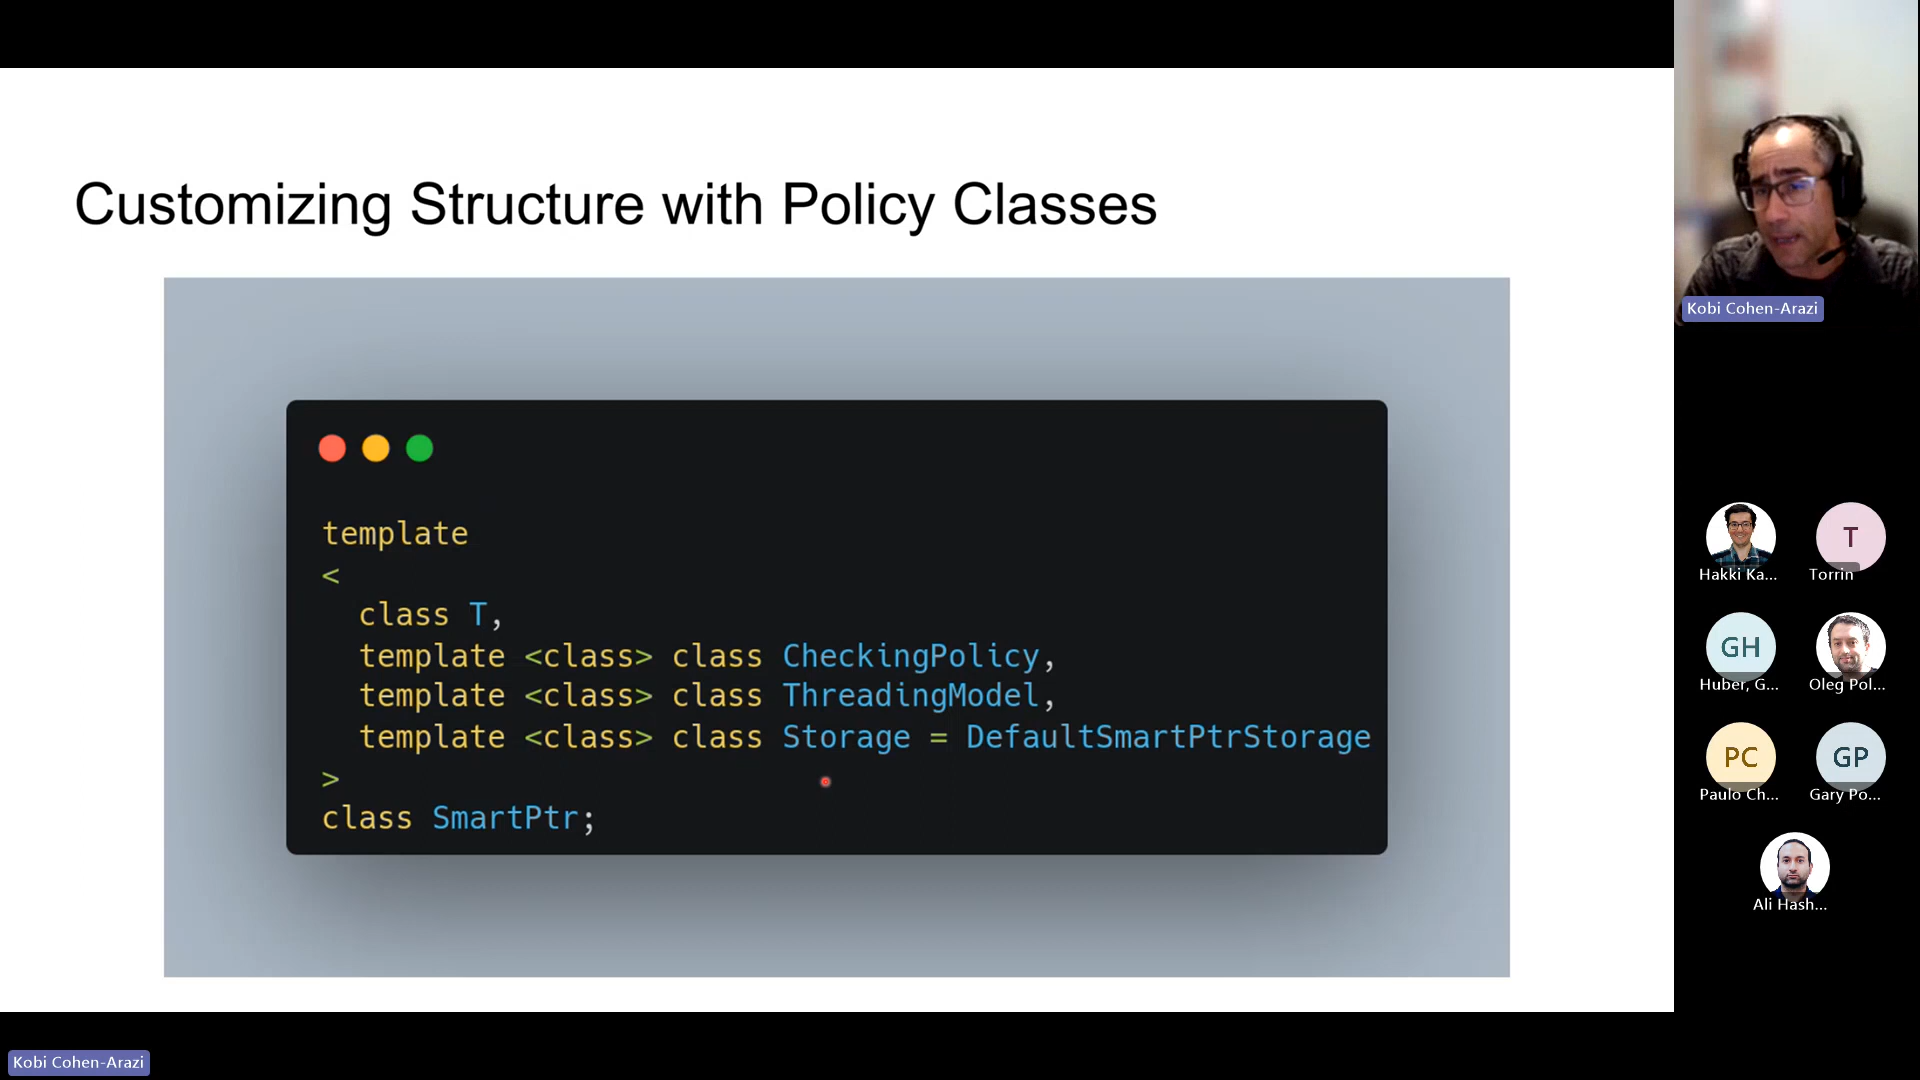 Customizing Structure with Policy Classes
template
<
class T,
template <class> class CheckingPolicy,
template <class> class ThreadingModel,
template <class> class Storage = DefaultSmartPtrStorage
>
class SmartPtr;
Kobi Cohen-Arazi
Hakki Ka...
T
Torrin
GH
Huber, G...
Oleg Pol...
PC
Paulo Ch...
GP
Gary Po...
Ali Hash...
Kobi Cohen-Arazi